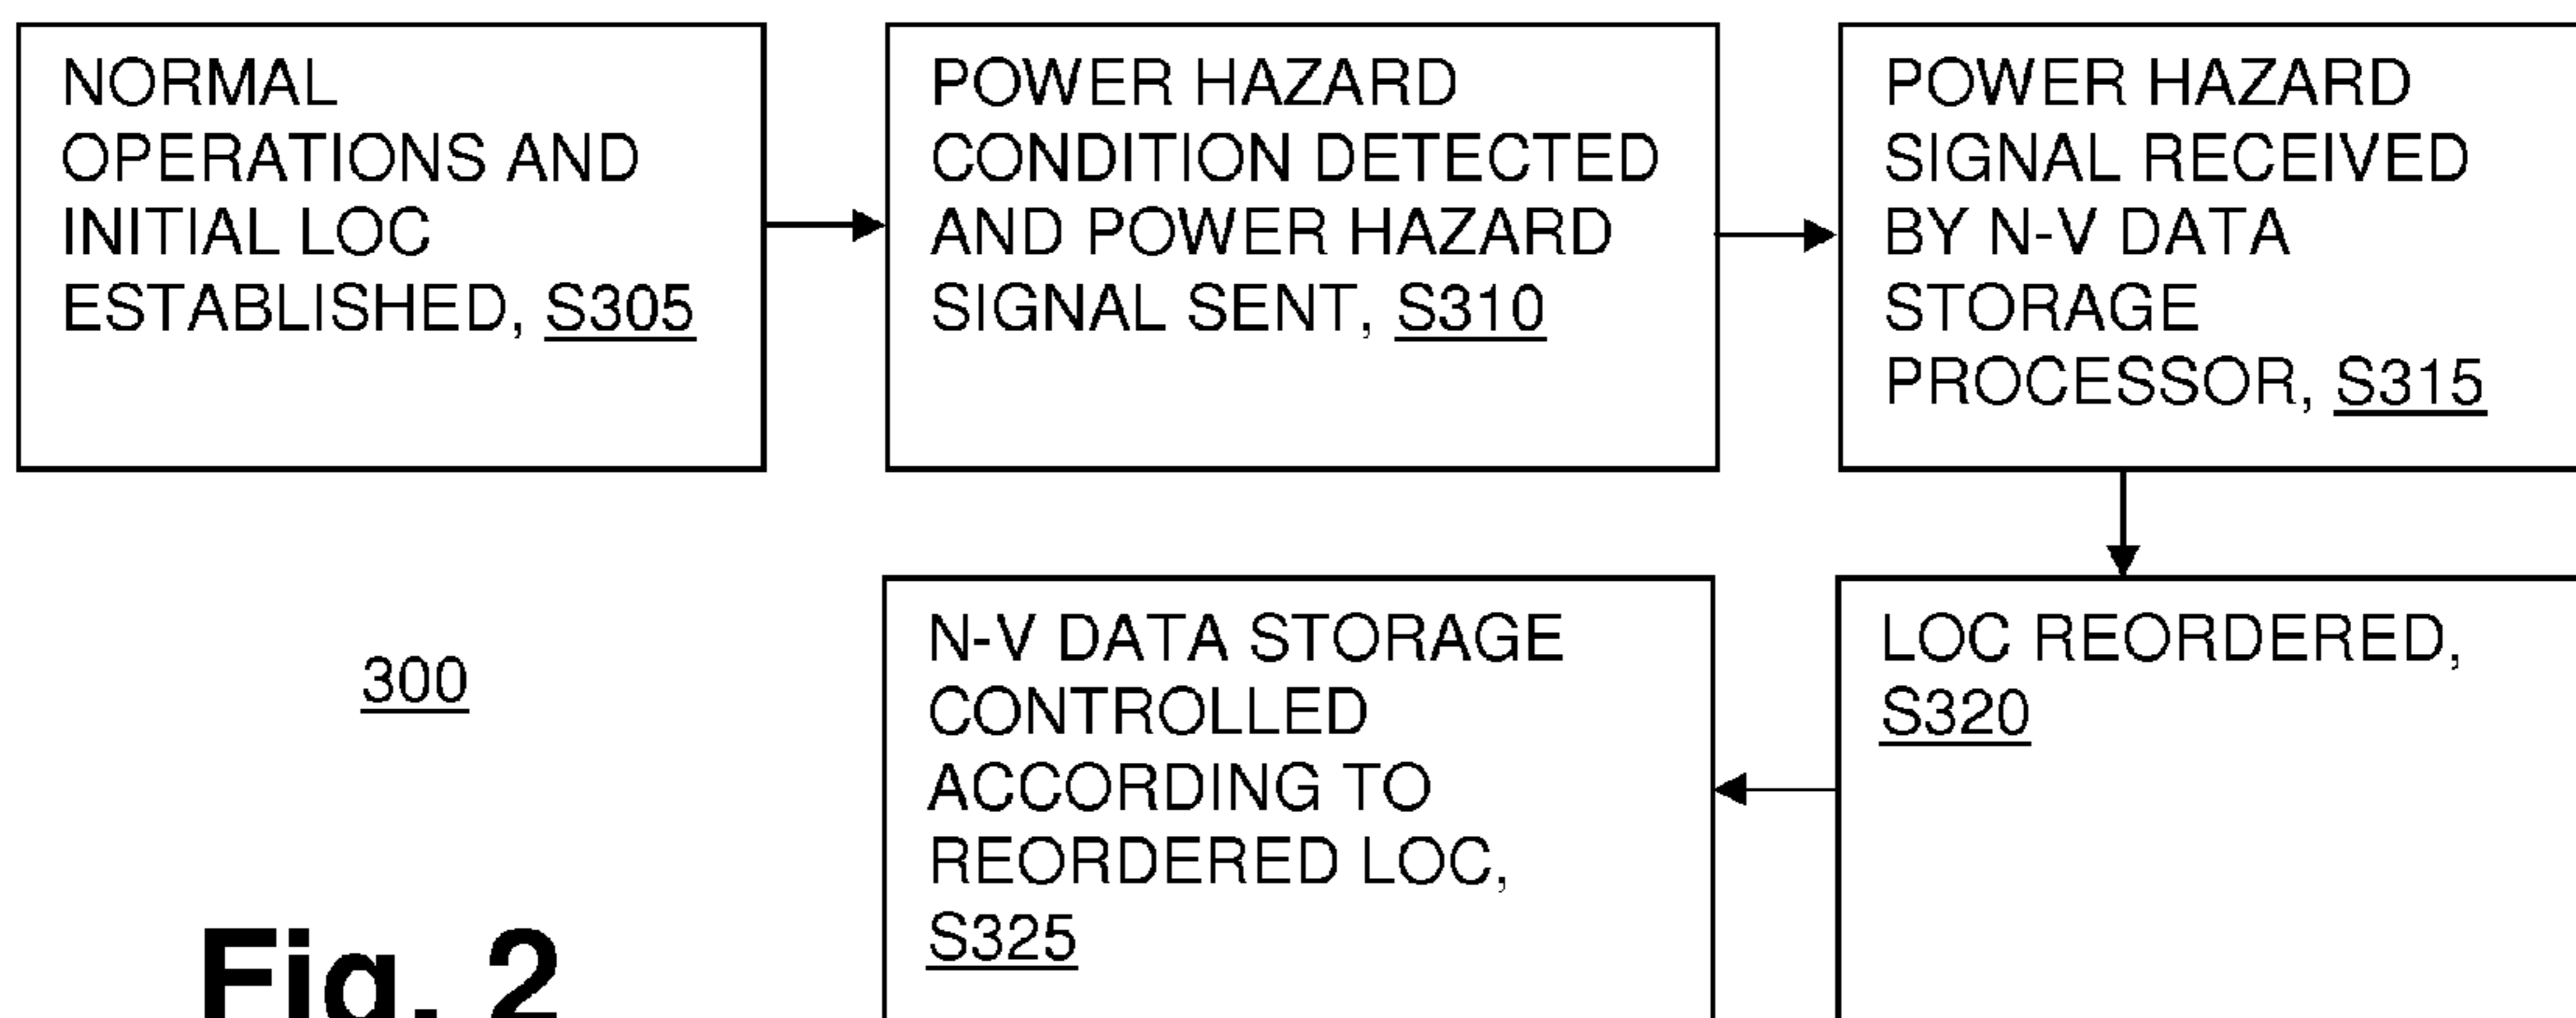 NORMAL
OPERATIONS AND
INITIAL LOC
ESTABLISHED, S305
POWER HAZARD
CONDITION DETECTED
AND POWER HAZARD
SIGNAL SENT, S310
POWER HAZARD
SIGNAL RECEIVED
BY N-V DATA
STORAGE
PROCESSOR, S315
LOC REORDERED,
S320
N-V DATA STORAGE
CONTROLLED
ACCORDING TO
REORDERED LOC,
S325
300
Fig. 2